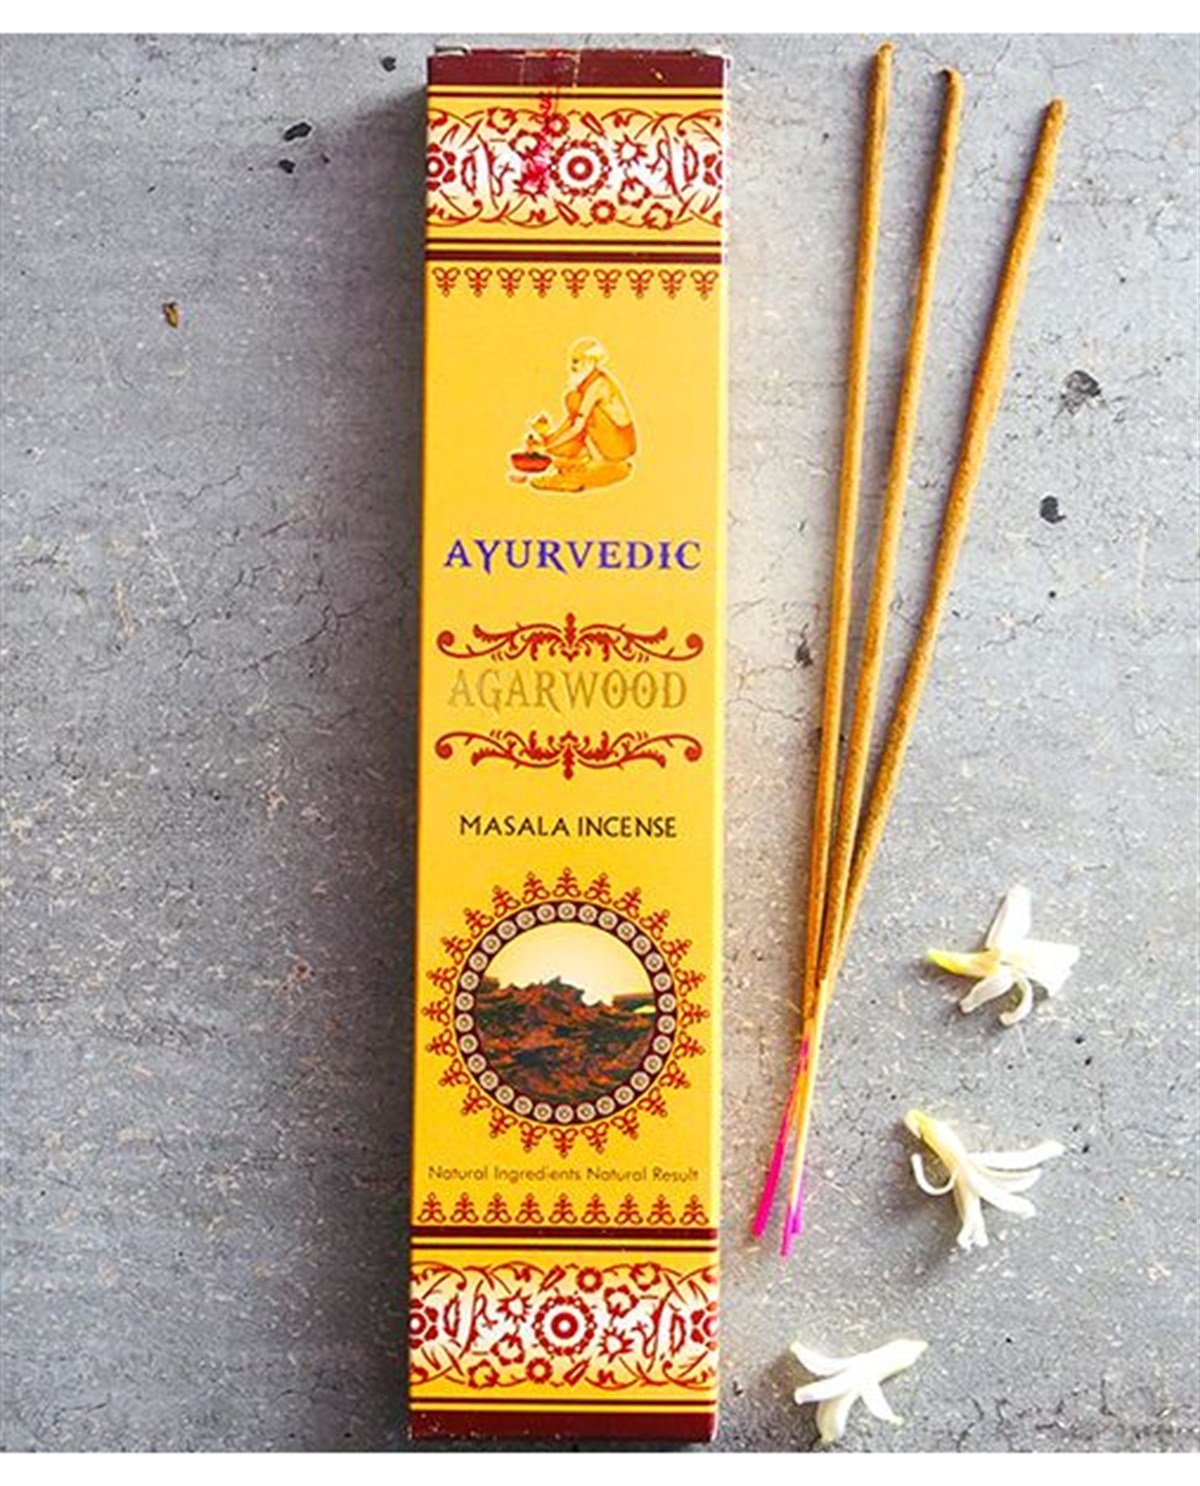 AYURVEDIC
AGARWOOD
MASALA INCENSE
Natural Ingredients Natural Result